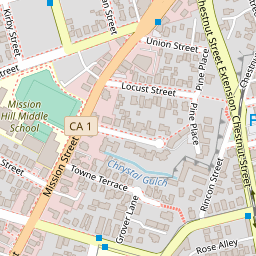 Kirby Street
Union Street
Chestnut Street Extension
Chestnut Street
Pine Place
Locust Street
Street
Mission
Hill Middle
School
CA 1
Pine Place
Mission Street
Chrystal Gulch
Towne Terrace
Grover Lane
Rincon Street
Rose Alley